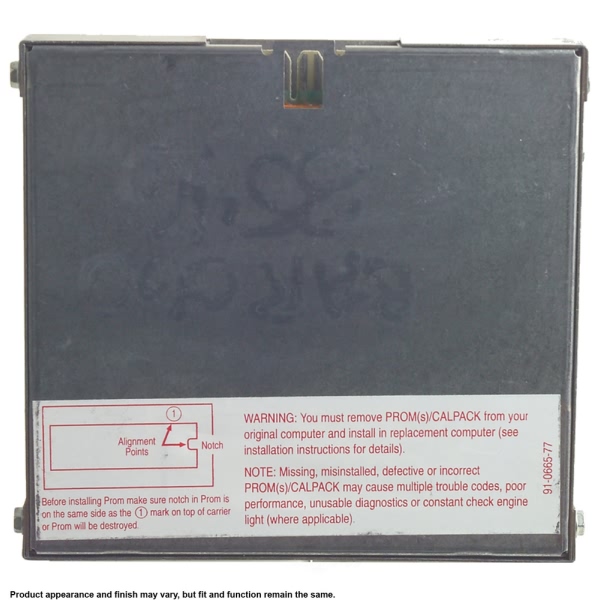 1
Alignment Points
Notch
Before installing Prom make sure notch in Prom is
on the same side as the 1 mark on top of carrier
or Prom will be destroyed.
WARNING: You must remove PROM(s)/CALPACK from your
original computer and install in replacement computer (see
installation instructions for details).
NOTE: Missing, misinstalled, defective or incorrect
PROM(s)/CALPACK may cause multiple trouble codes, poor
performance, unusable diagnostics or constant check engine
light (where applicable).
91-0665-77
Product appearance and finish may vary, but fit and function remain the same.